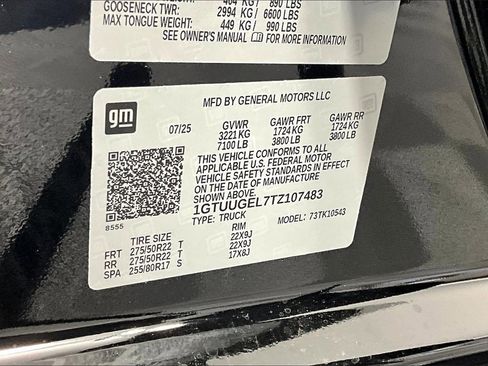 404 KG/ 890 LBS
GOOSENECK TWR: 2994 KG/ 6600 LBS
MAX TONGUE WEIGHT: 449 KG/ 990 LBS
SEE OWNER'S MANUAL FOR MORE INFORMATION
gm
MFD BY GENERAL MOTORS LLC
07/25 GVWR GAWR FRT GAWR RR
3221 KG 1724 KG 1724 KG
7100 LB 3800 LB 3800 LB
THIS VEHICLE CONFORMS TO ALL
APPLICABLE U.S. FEDERAL MOTOR
VEHICLE SAFETY STANDARDS IN EFFECT ON
THE DATE OF MANUFACTURE
1GTUUGEL7TZ107483
TYPE: TRUCK MODEL: 73TK10543
8555
TIRE SIZE RIM
FRT 275/50R22 T 22X9J
RR 275/50R22 T 22X9J
SPA 255/80R17 S 17X8J